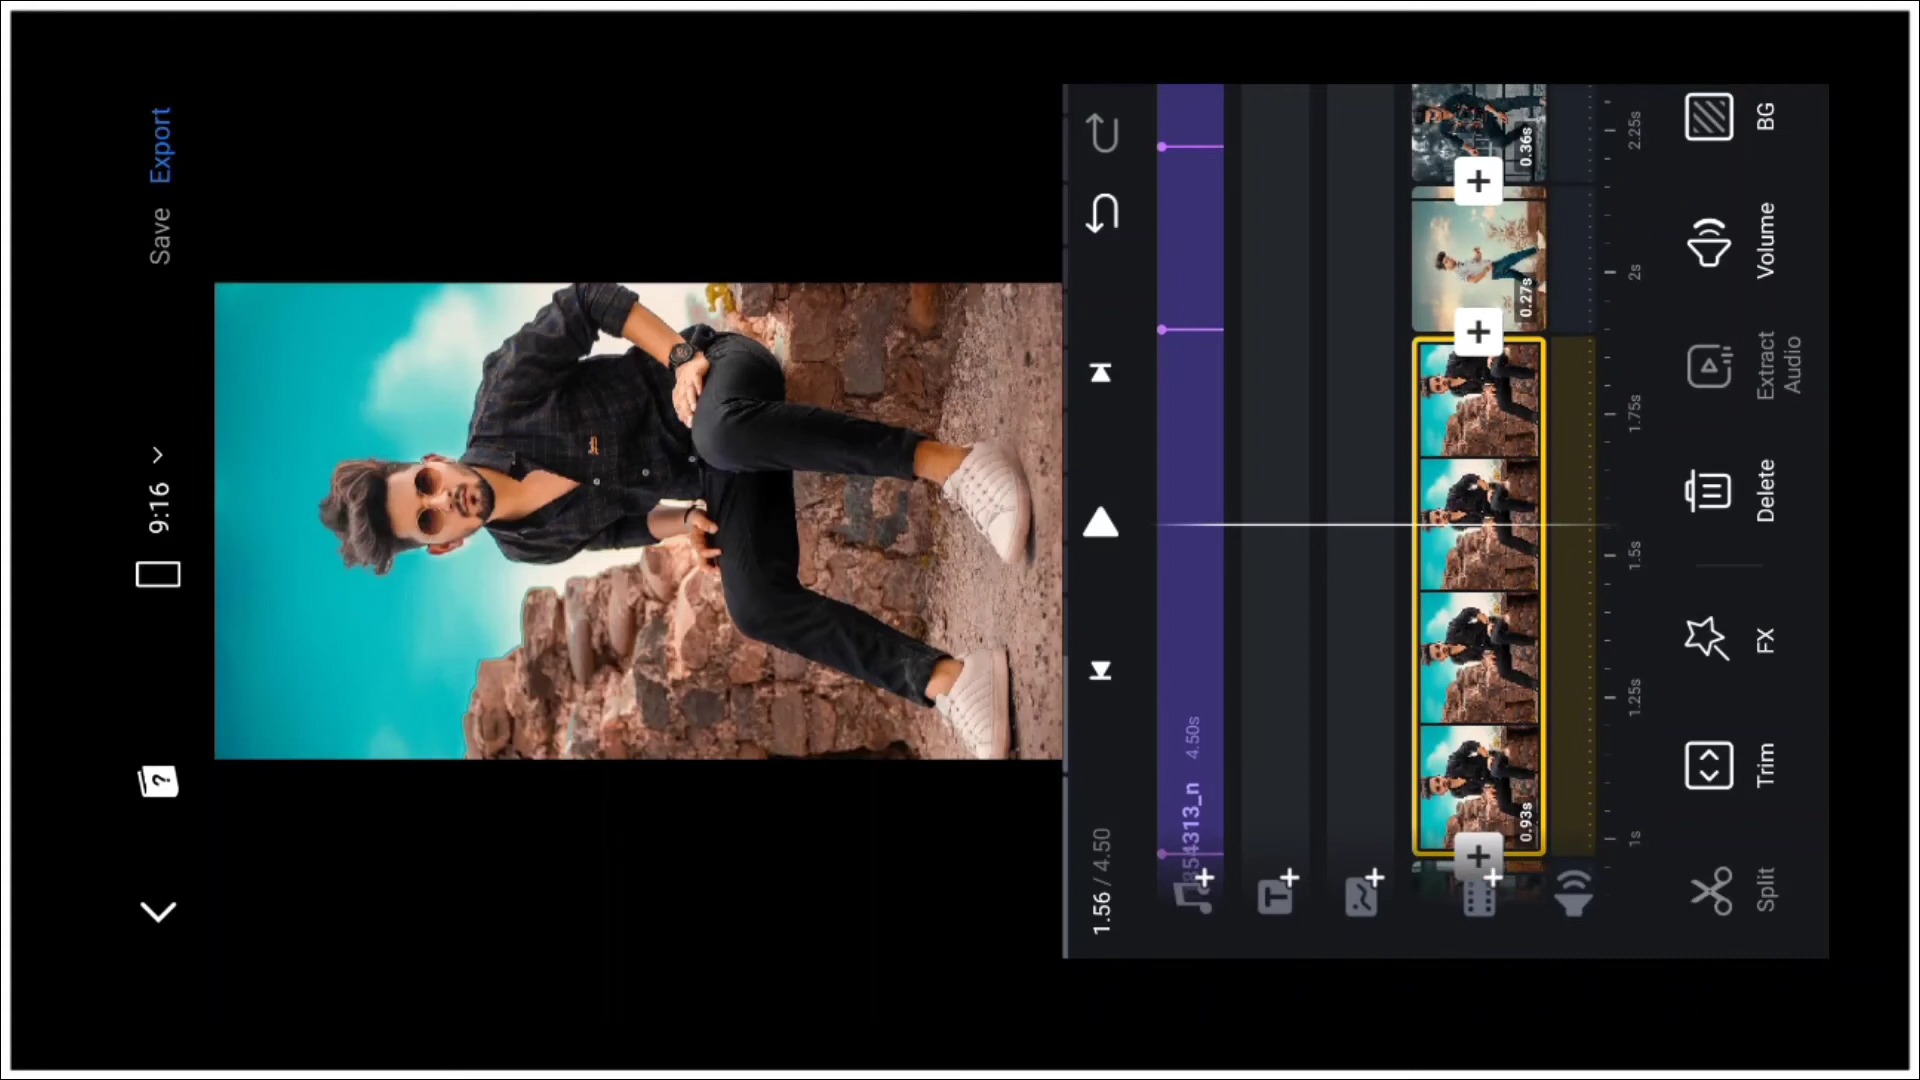 9:16
Save
Export
1.56 / 4.50
854313_n 4.50s
0.93s
0.27s
0.36s
1s
1.25s
1.5s
1.75s
2s
2.25s
Split
Trim
FX
Delete
Extract
Audio
Volume
BG